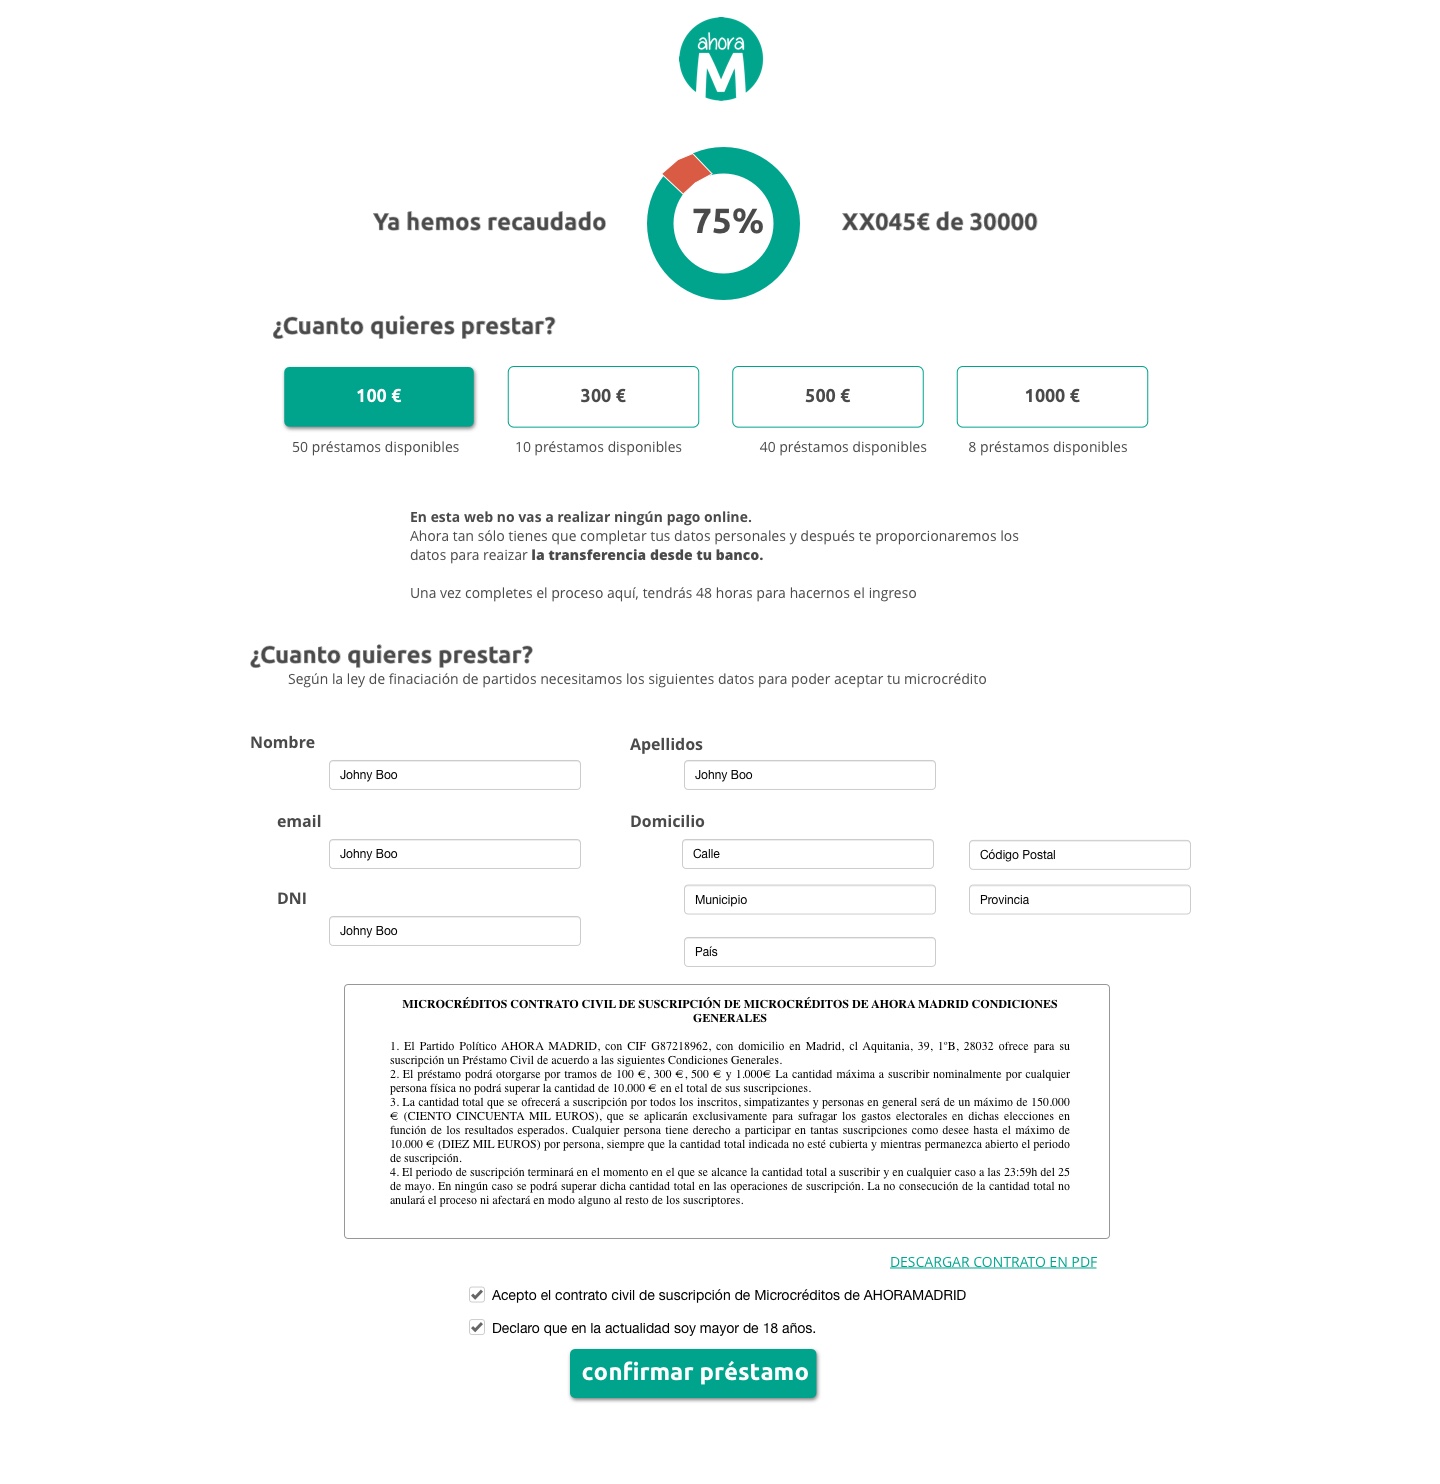 ahora
M
Ya hemos recaudado
75%
XX045€ de 30000
¿Cuanto quieres prestar?
100 €
300 €
500 €
1000 €
50 préstamos disponibles
10 préstamos disponibles
40 préstamos disponibles
8 préstamos disponibles
En esta web no vas a realizar ningún pago online.
Ahora tan sólo tienes que completar tus datos personales y después te proporcionaremos los
datos para reaizar la transferencia desde tu banco.
Una vez completes el proceso aquí, tendrás 48 horas para hacernos el ingreso
¿Cuanto quieres prestar?
Según la ley de finaciación de partidos necesitamos los siguientes datos para poder aceptar tu microcrédito
Nombre
Apellidos
Johny Boo
Johny Boo
email
Domicilio
Johny Boo
Calle
Código Postal
DNI
Municipio
Provincia
Johny Boo
País
MICROCRÉDITOS CONTRATO CIVIL DE SUSCRIPCIÓN DE MICROCRÉDITOS DE AHORA MADRID CONDICIONES
GENERALES
1. El Partido Político AHORA MADRID, con CIF G87218962, con domicilio en Madrid, cl Aquitania, 39, 1ºB, 28032 ofrece para su
suscripción un Préstamo Civil de acuerdo a las siguientes Condiciones Generales.
2. El préstamo podrá otorgarse por tramos de 100 €, 300 €, 500 € y 1.000€ La cantidad máxima a suscribir nominalmente por cualquier
persona física no podrá superar la cantidad de 10.000 € en el total de sus suscripciones.
3. La cantidad total que se ofrecerá a suscripción por todos los inscritos, simpatizantes y personas en general será de un máximo de 150.000
€ (CIENTO CINCUENTA MIL EUROS), que se aplicarán exclusivamente para sufragar los gastos electorales en dichas elecciones en
función de los resultados esperados. Cualquier persona tiene derecho a participar en tantas suscripciones como desee hasta el máximo de
10.000 € (DIEZ MIL EUROS) por persona, siempre que la cantidad total indicada no esté cubierta y mientras permanezca abierto el periodo
de suscripción.
4. El periodo de suscripción terminará en el momento en el que se alcance la cantidad total a suscribir y en cualquier caso a las 23:59h del 25
de mayo. En ningún caso se podrá superar dicha cantidad total en las operaciones de suscripción. La no consecución de la cantidad total no
anulará el proceso ni afectará en modo alguno al resto de los suscriptores.
DESCARGAR CONTRATO EN PDF
Acepto el contrato civil de suscripción de Microcréditos de AHORAMADRID
Declaro que en la actualidad soy mayor de 18 años.
confirmar préstamo